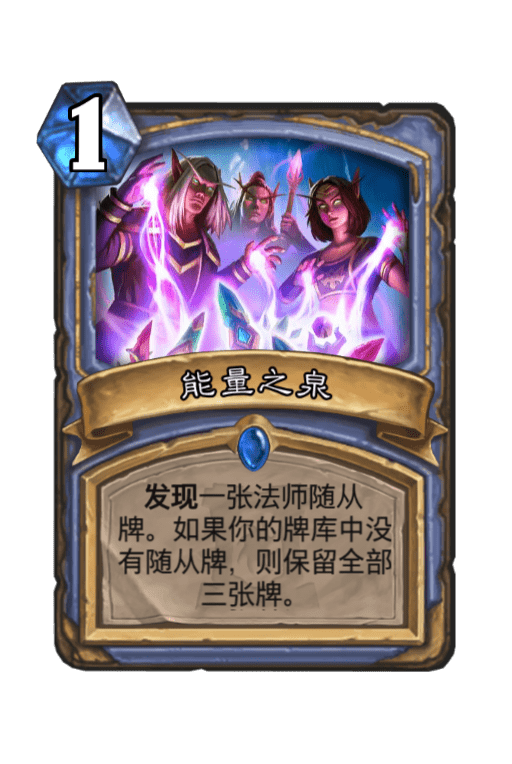 1
能量之泉
发现一张法师随从
牌。如果你的牌库中没
有随从牌，则保留全部
三张牌。